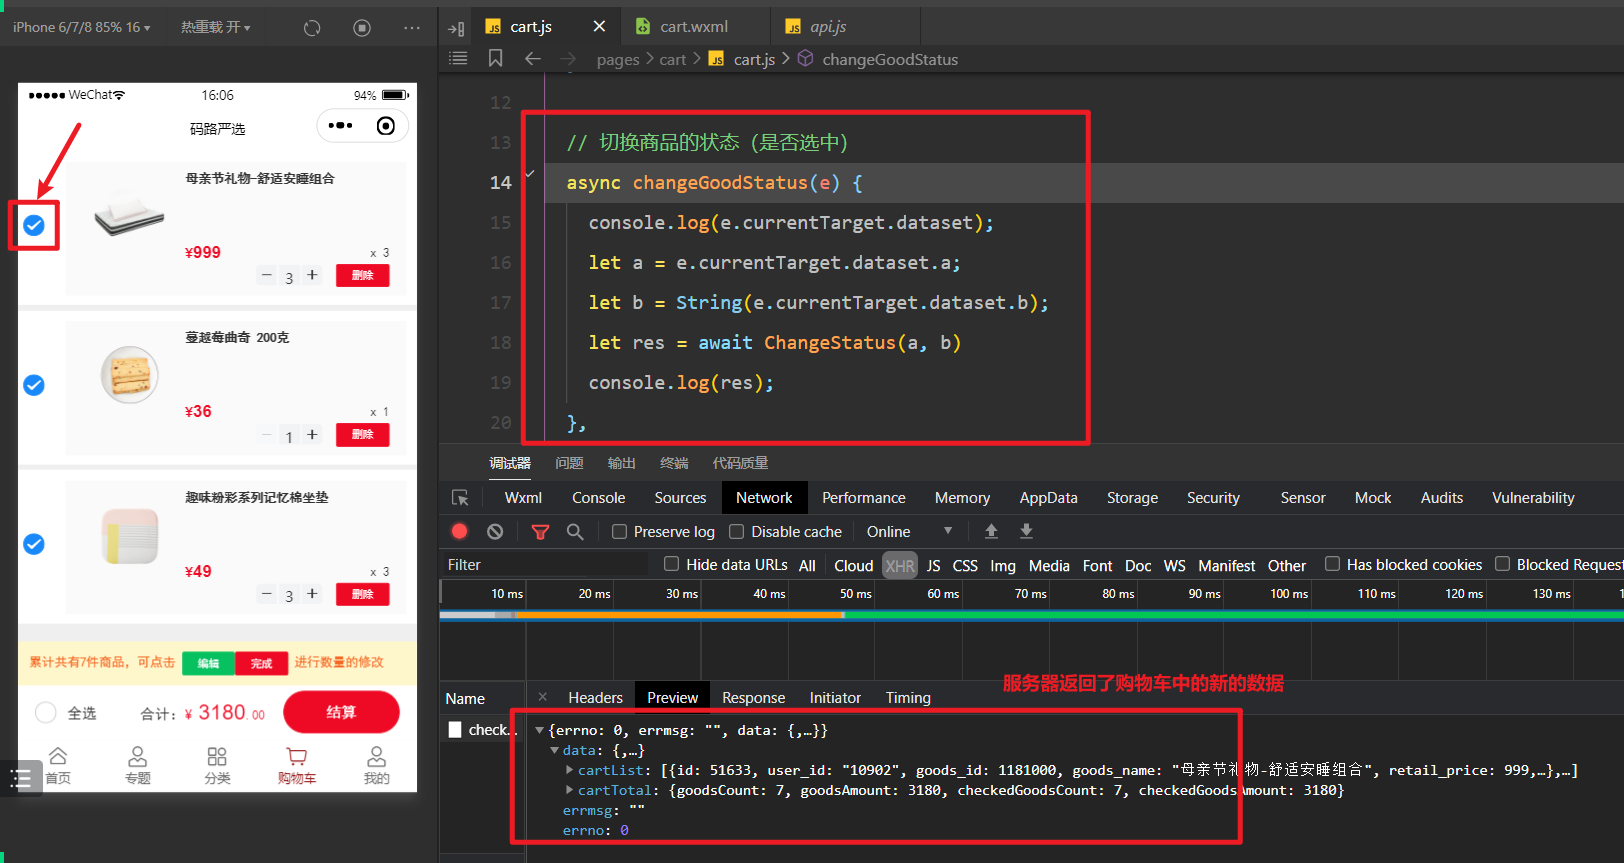 iPhone 6/7/8 85% 16
热重载 开
cart.js
cart.wxml
api.js
pages > cart > cart.js > changeGoodStatus
WeChat
16:06
94%
码路严选
母亲节礼物-舒适安睡组合
¥999
x 3
3
删除
蔓越莓曲奇 200克
¥36
x 1
1
删除
趣味粉彩系列记忆棉坐垫
¥49
x 3
3
删除
累计共有7件商品，可点击 编辑 完成 进行数量的修改
全选 合计：¥ 3180.00 结算
首页 专题 分类 购物车 我的
12
13 // 切换商品的状态（是否选中）
14 async changeGoodStatus(e) {
15 console.log(e.currentTarget.dataset);
16 let a = e.currentTarget.dataset.a;
17 let b = String(e.currentTarget.dataset.b);
18 let res = await ChangeStatus(a, b)
19 console.log(res);
20 },
调试器 问题 输出 终端 代码质量
Wxml Console Sources Network Performance Memory AppData Storage Security Sensor Mock Audits Vulnerability
Preserve log Disable cache Online
Filter Hide data URLs All Cloud XHR JS CSS Img Media Font Doc WS Manifest Other Has blocked cookies Blocked Request
10 ms 20 ms 30 ms 40 ms 50 ms 60 ms 70 ms 80 ms 90 ms 100 ms 110 ms 120 ms 130 ms
服务器返回了购物车中的新的数据
Name × Headers Preview Response Initiator Timing
check...
{errno: 0, errmsg: "", data: {,…}}
data: {,…}
cartList: [{id: 51633, user_id: "10902", goods_id: 1181000, goods_name: "母亲节礼物-舒适安睡组合", retail_price: 999,…},…]
cartTotal: {goodsCount: 7, goodsAmount: 3180, checkedGoodsCount: 7, checkedGoodsAmount: 3180}
errmsg: ""
errno: 0